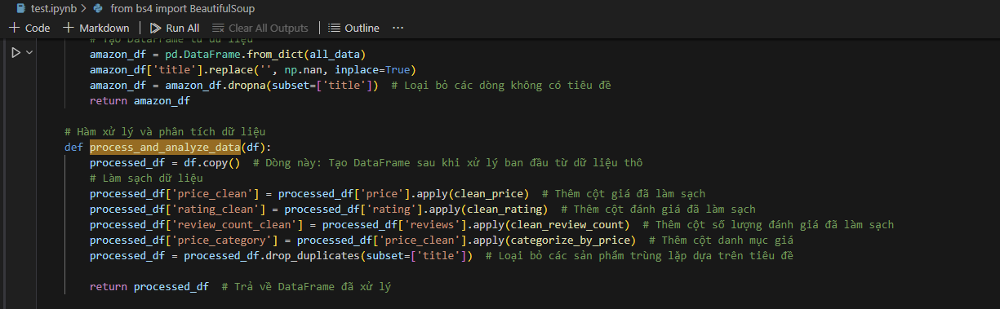 test.ipynb > from bs4 import BeautifulSoup
+ Code + Markdown Run All Clear All Outputs Outline ...
# Tạo DataFrame từ dữ liệu
amazon_df = pd.DataFrame.from_dict(all_data)
amazon_df['title'].replace('', np.nan, inplace=True)
amazon_df = amazon_df.dropna(subset=['title'])  # Loại bỏ các dòng không có tiêu đề
return amazon_df
# Hàm xử lý và phân tích dữ liệu
def process_and_analyze_data(df):
processed_df = df.copy()  # Dòng này: Tạo DataFrame sau khi xử lý ban đầu từ dữ liệu thô
# Làm sạch dữ liệu
processed_df['price_clean'] = processed_df['price'].apply(clean_price)  # Thêm cột giá đã làm sạch
processed_df['rating_clean'] = processed_df['rating'].apply(clean_rating)  # Thêm cột đánh giá đã làm sạch
processed_df['review_count_clean'] = processed_df['reviews'].apply(clean_review_count)  # Thêm cột số lượng đánh giá đã làm sạch
processed_df['price_category'] = processed_df['price_clean'].apply(categorize_by_price)  # Thêm cột danh mục giá
processed_df = processed_df.drop_duplicates(subset=['title'])  # Loại bỏ các sản phẩm trùng lặp dựa trên tiêu đề
return processed_df  # Trả về DataFrame đã xử lý